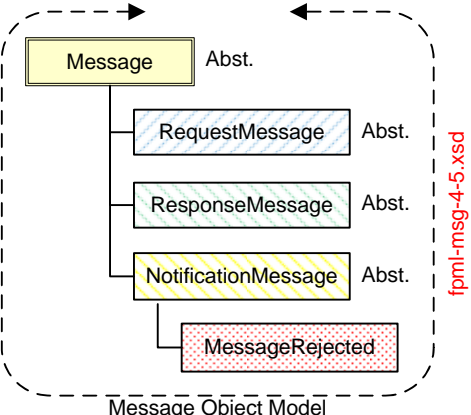 Message Abst.
RequestMessage Abst.
ResponseMessage Abst.
NotificationMessage Abst.
MessageRejected
fpml-msg-4-5.xsd
Message Object Model